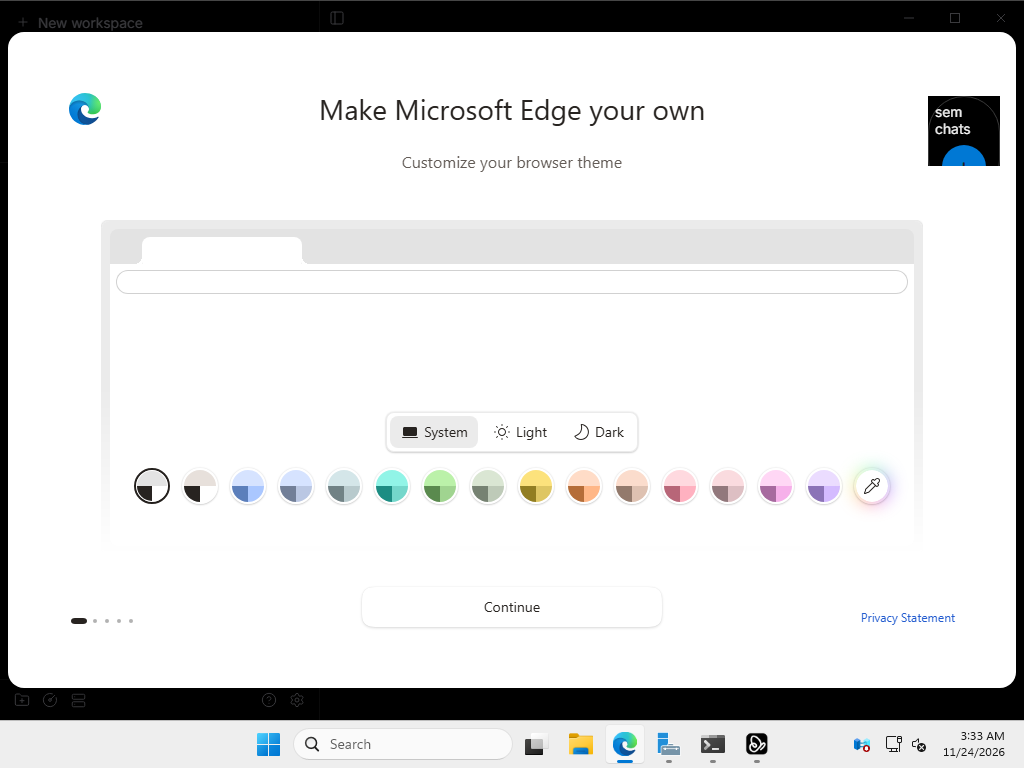 New workspace
Make Microsoft Edge your own
Customize your browser theme
sem
chats
System
Light
Dark
Continue
Privacy Statement
Search
3:33 AM
11/24/2026